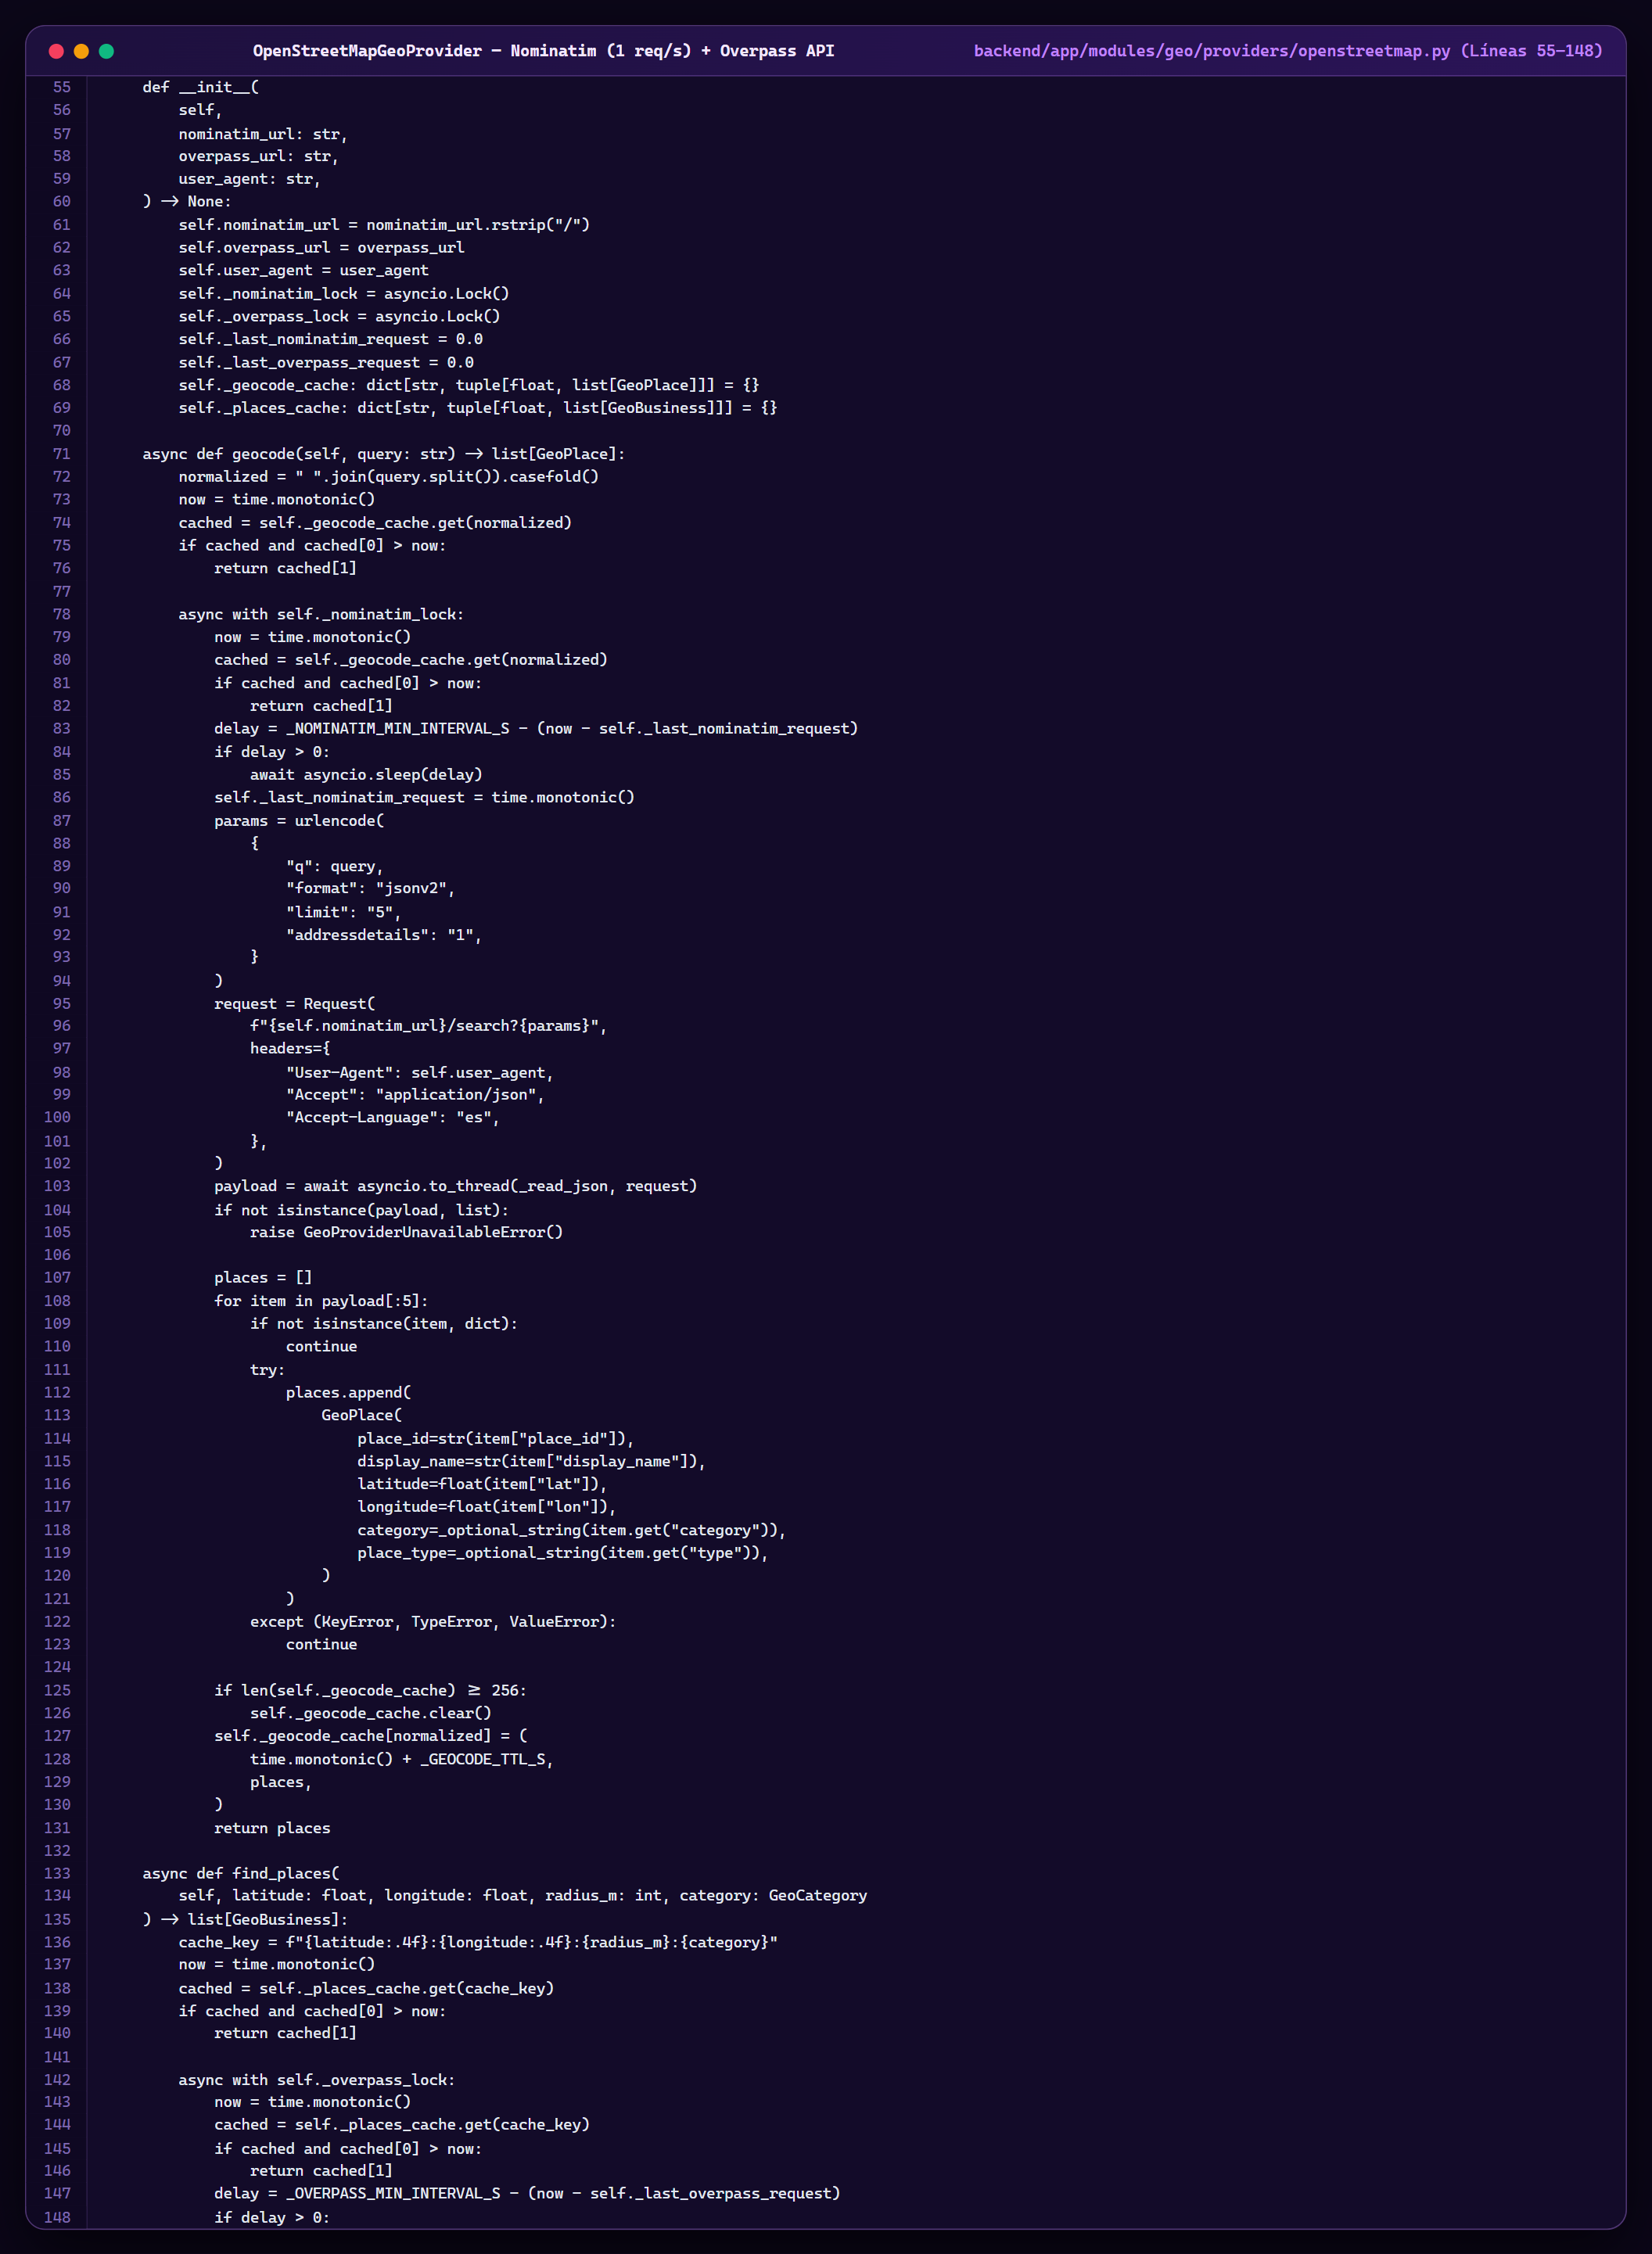 OpenStreetMapGeoProvider — Nominatim (1 req/s) + Overpass API
backend/app/modules/geo/providers/openstreetmap.py (Líneas 55–148)
55     def __init__(
56         self,
57         nominatim_url: str,
58         overpass_url: str,
59         user_agent: str,
60     ) -> None:
61         self.nominatim_url = nominatim_url.rstrip("/")
62         self.overpass_url = overpass_url
63         self.user_agent = user_agent
64         self._nominatim_lock = asyncio.Lock()
65         self._overpass_lock = asyncio.Lock()
66         self._last_nominatim_request = 0.0
67         self._last_overpass_request = 0.0
68         self._geocode_cache: dict[str, tuple[float, list[GeoPlace]]] = {}
69         self._places_cache: dict[str, tuple[float, list[GeoBusiness]]] = {}
70
71     async def geocode(self, query: str) -> list[GeoPlace]:
72         normalized = " ".join(query.split()).casefold()
73         now = time.monotonic()
74         cached = self._geocode_cache.get(normalized)
75         if cached and cached[0] > now:
76             return cached[1]
77
78         async with self._nominatim_lock:
79             now = time.monotonic()
80             cached = self._geocode_cache.get(normalized)
81             if cached and cached[0] > now:
82                 return cached[1]
83             delay = _NOMINATIM_MIN_INTERVAL_S - (now - self._last_nominatim_request)
84             if delay > 0:
85                 await asyncio.sleep(delay)
86             self._last_nominatim_request = time.monotonic()
87             params = urlencode(
88                 {
89                     "q": query,
90                     "format": "jsonv2",
91                     "limit": "5",
92                     "addressdetails": "1",
93                 }
94             )
95             request = Request(
96                 f"{self.nominatim_url}/search?{params}",
97                 headers={
98                     "User-Agent": self.user_agent,
99                     "Accept": "application/json",
100                     "Accept-Language": "es",
101                 },
102             )
103             payload = await asyncio.to_thread(_read_json, request)
104             if not isinstance(payload, list):
105                 raise GeoProviderUnavailableError()
106
107             places = []
108             for item in payload[:5]:
109                 if not isinstance(item, dict):
110                     continue
111                 try:
112                     places.append(
113                         GeoPlace(
114                             place_id=str(item["place_id"]),
115                             display_name=str(item["display_name"]),
116                             latitude=float(item["lat"]),
117                             longitude=float(item["lon"]),
118                             category=_optional_string(item.get("category")),
119                             place_type=_optional_string(item.get("type")),
120                         )
121                     )
122                 except (KeyError, TypeError, ValueError):
123                     continue
124
125             if len(self._geocode_cache) >= 256:
126                 self._geocode_cache.clear()
127             self._geocode_cache[normalized] = (
128                 time.monotonic() + _GEOCODE_TTL_S,
129                 places,
130             )
131             return places
132
133     async def find_places(
134         self, latitude: float, longitude: float, radius_m: int, category: GeoCategory
135     ) -> list[GeoBusiness]:
136         cache_key = f"{latitude:.4f}:{longitude:.4f}:{radius_m}:{category}"
137         now = time.monotonic()
138         cached = self._places_cache.get(cache_key)
139         if cached and cached[0] > now:
140             return cached[1]
141
142         async with self._overpass_lock:
143             now = time.monotonic()
144             cached = self._places_cache.get(cache_key)
145             if cached and cached[0] > now:
146                 return cached[1]
147             delay = _OVERPASS_MIN_INTERVAL_S - (now - self._last_overpass_request)
148             if delay > 0: